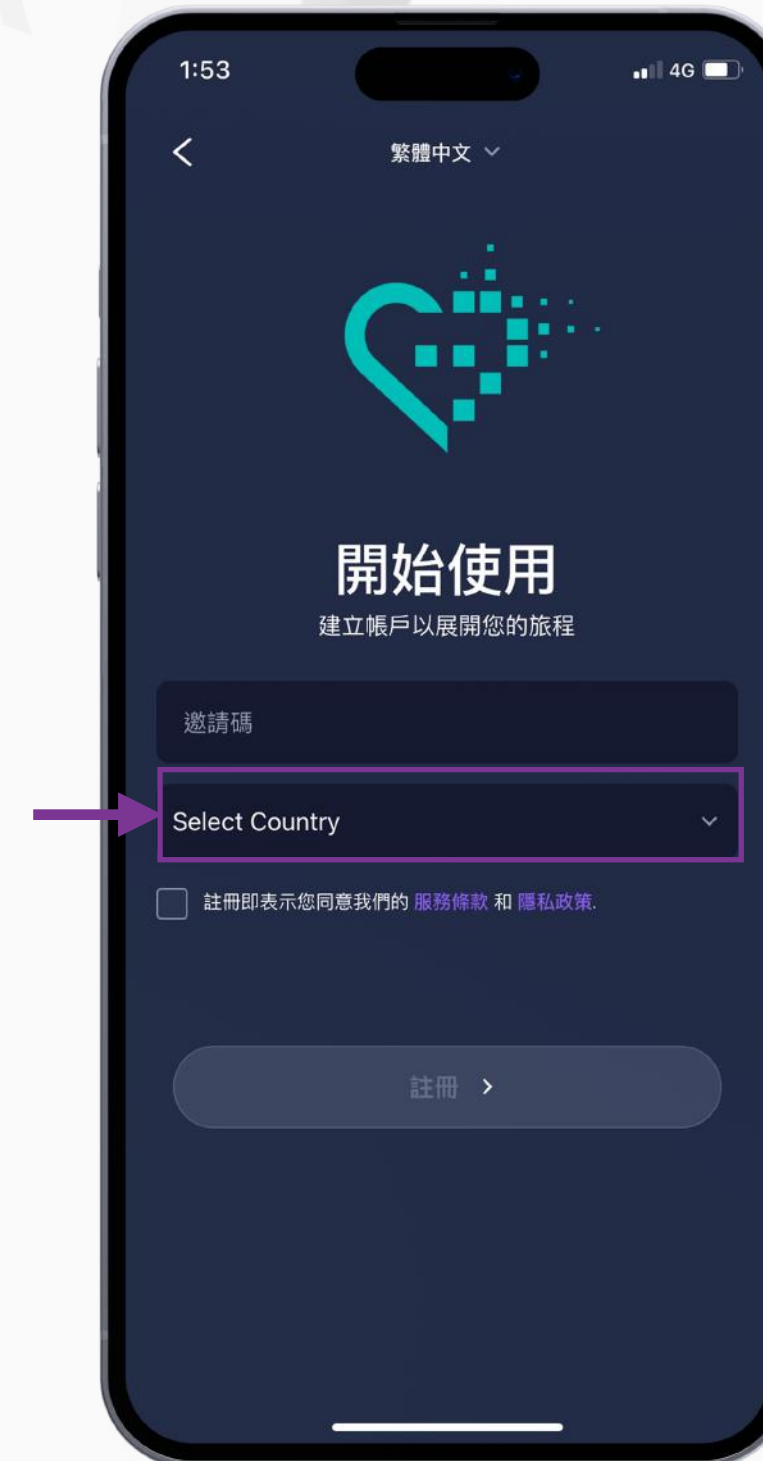 1:53
4G
繁體中文
開始使用
建立帳戶以展開您的旅程
邀請碼
Select Country
註冊即表示您同意我們的 服務條款 和 隱私政策.
註冊